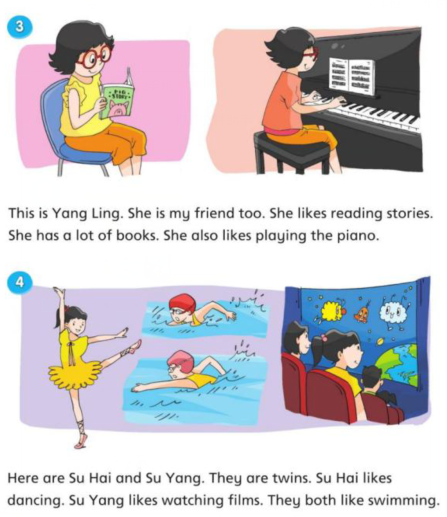 3
PIG
STORY
This is Yang Ling. She is my friend too. She likes reading stories.
She has a lot of books. She also likes playing the piano.
4
Here are Su Hai and Su Yang. They are twins. Su Hai likes
dancing. Su Yang likes watching films. They both like swimming.